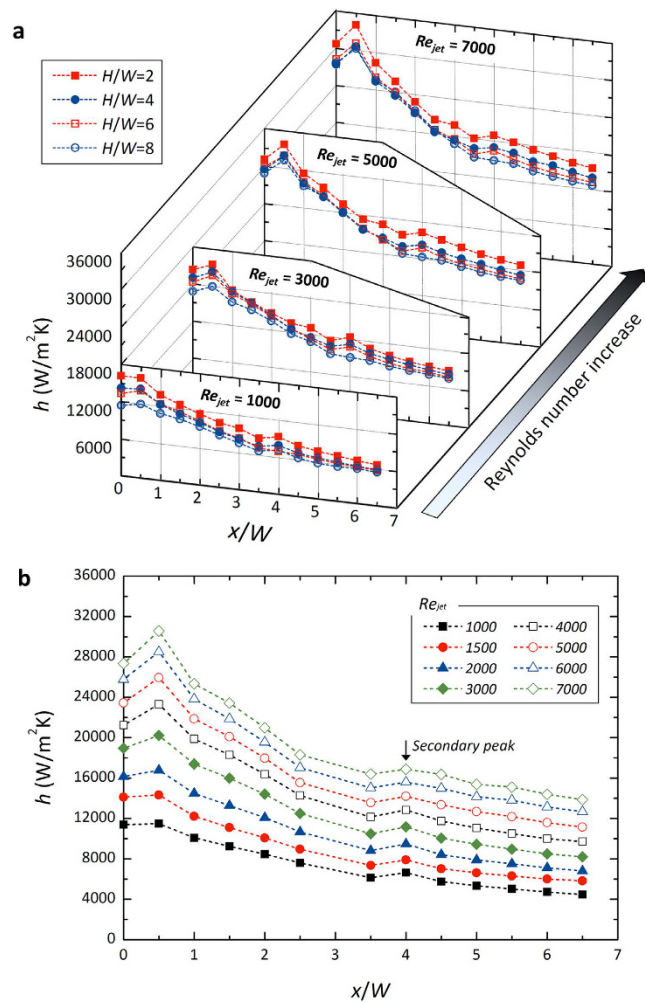 a
H/W=2
H/W=4
H/W=6
H/W=8
Re_jet = 7000
Re_jet = 5000
Re_jet = 3000
Re_jet = 1000
36000
30000
24000
18000
12000
6000
h (W/m²K)
0 1 2 3 4 5 6 7
x/W
Reynolds number increase
b
36000
32000
28000
24000
20000
16000
12000
8000
4000
0
h (W/m²K)
Re_jet
1000 4000
1500 5000
2000 6000
3000 7000
Secondary peak
0 1 2 3 4 5 6 7
x/W